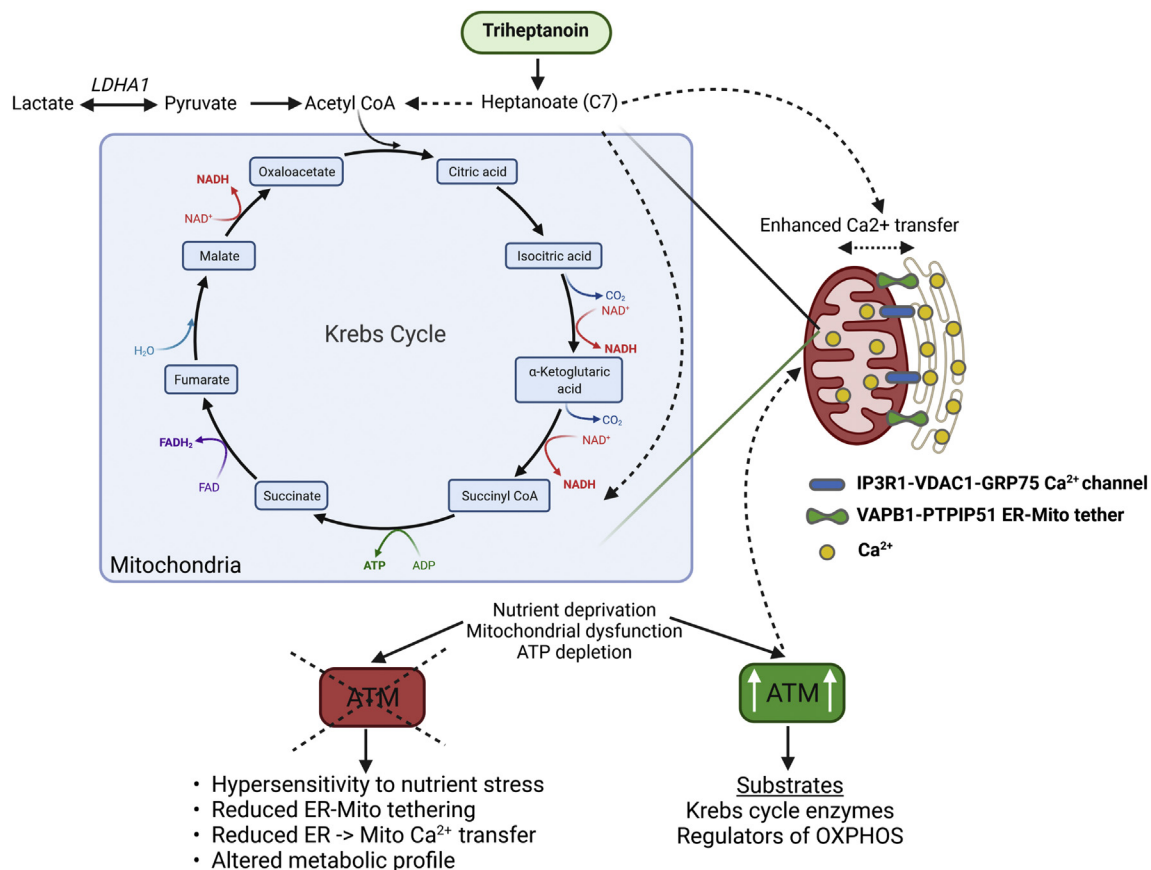 Triheptanoin
LDHA1
Lactate
Pyruvate
Acetyl CoA
Heptanoate (C7)
Oxaloacetate
Citric acid
NADH
NAD⁺
Malate
Isocritic acid
CO₂
NAD⁺
NADH
Krebs Cycle
H₂O
Fumarate
α-Ketoglutaric
acid
CO₂
NAD⁺
NADH
FADH₂
FAD
Succinate
Succinyl CoA
ATP
ADP
Mitochondria
Enhanced Ca2+ transfer
IP3R1-VDAC1-GRP75 Ca²⁺ channel
VAPB1-PTPIP51 ER-Mito tether
Ca²⁺
Nutrient deprivation
Mitochondrial dysfunction
ATP depletion
ATM
• Hypersensitivity to nutrient stress
• Reduced ER-Mito tethering
• Reduced ER -> Mito Ca²⁺ transfer
• Altered metabolic profile
ATM
Substrates
Krebs cycle enzymes
Regulators of OXPHOS